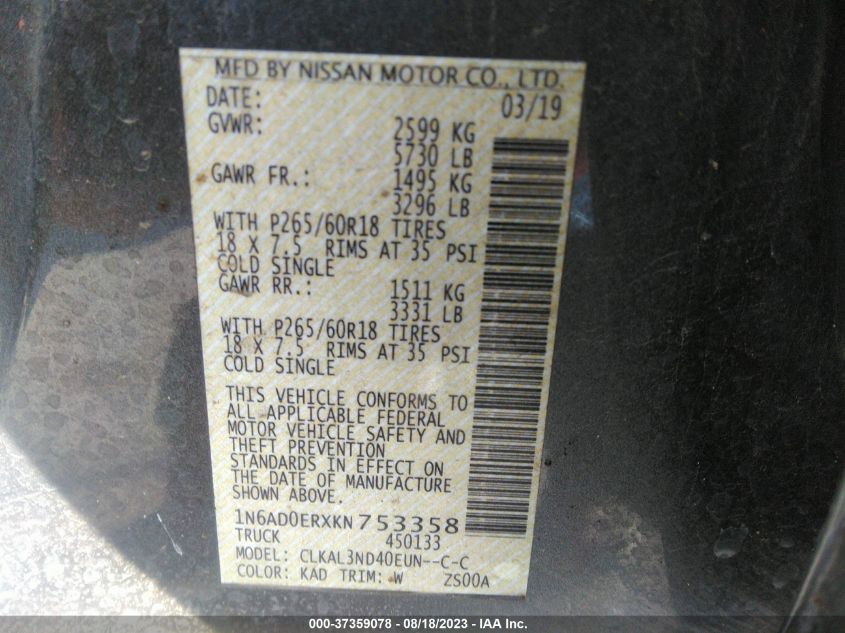 MFD BY NISSAN MOTOR CO., LTD.
DATE: 03/19
GVWR: 2599 KG
5730 LB
GAWR FR.: 1495 KG
3296 LB
WITH P265/60R18 TIRES
18 X 7.5 RIMS AT 35 PSI
COLD SINGLE
GAWR RR.: 1511 KG
3331 LB
WITH P265/60R18 TIRES
18 X 7.5 RIMS AT 35 PSI
COLD SINGLE
THIS VEHICLE CONFORMS TO
ALL APPLICABLE FEDERAL
MOTOR VEHICLE SAFETY AND
THEFT PREVENTION
STANDARDS IN EFFECT ON
THE DATE OF MANUFACTURE
SHOWN ABOVE.
1N6AD0ERXKN 753358
TRUCK 450133
MODEL: CLKAL3ND40EUN--C-C
COLOR: KAD TRIM: W ZS00A
000-37359078 - 08/18/2023 - IAA Inc.